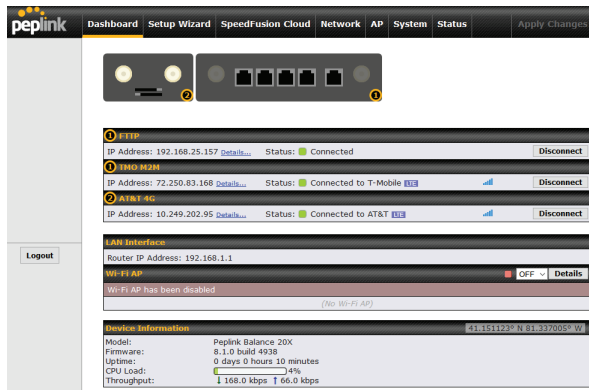 peplink
Dashboard Setup Wizard SpeedFusion Cloud Network AP System Status Apply Changes
2
1
1 FTTP
IP Address: 192.168.25.157 Details... Status: Connected Disconnect
1 TMO M2M
IP Address: 72.250.83.168 Details... Status: Connected to T-Mobile LTE Disconnect
2 AT&T 4G
IP Address: 10.249.202.95 Details... Status: Connected to AT&T LTE Disconnect
Logout
LAN Interface
Router IP Address: 192.168.1.1
Wi-Fi AP OFF Details
Wi-Fi AP has been disabled
(No Wi-Fi AP)
Device Information 41.151123° N 81.337005° W
Model: Peplink Balance 20X
Firmware: 8.1.0 build 4938
Uptime: 0 days 0 hours 10 minutes
CPU Load: 4%
Throughput: 168.0 kbps 66.0 kbps